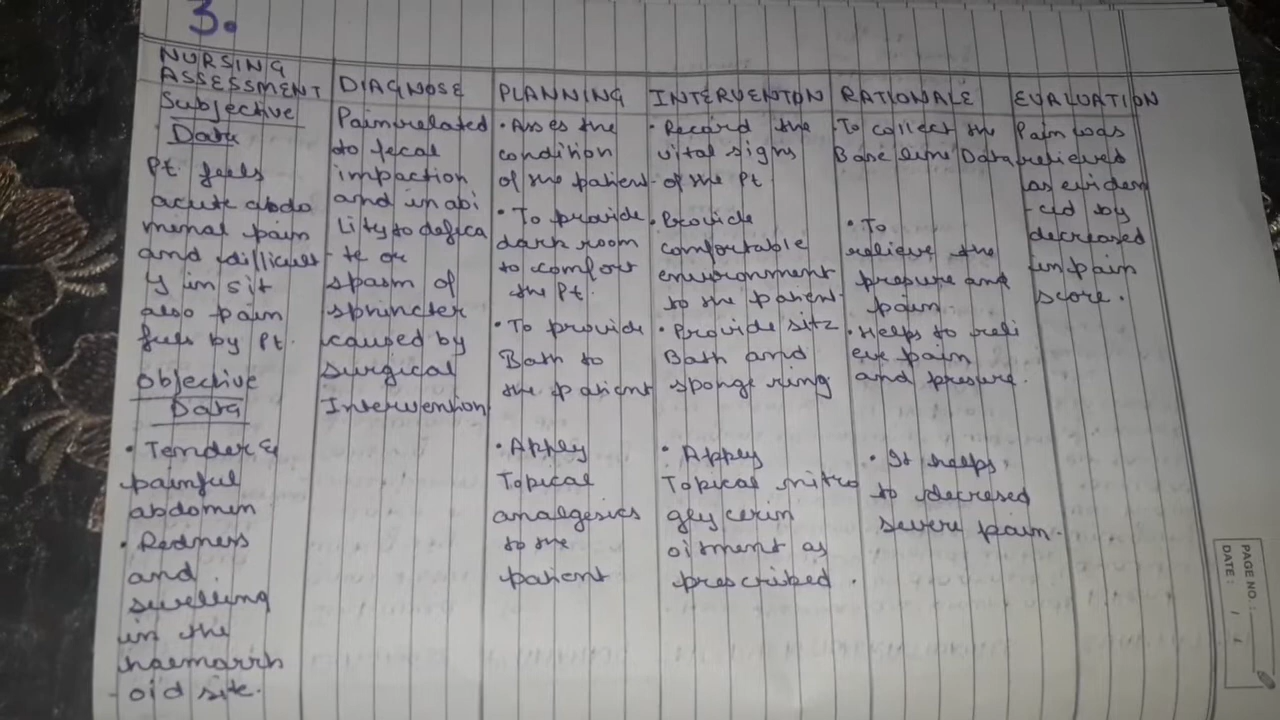 3.
NURSING
ASSESSMENT
Subjective
Data
Pt. feels
acute abdo
minal pain
and difficult
y in sit
also pain
feels by Pt.
Objective
Data
• Tender &
painful
abdomen
• Redness
and
swelling
in the
haemorrh
oid site.
DIAGNOSE
Pain related
to fecal
impaction
and inabi
lity to defica
te or
spasm of
sprincter
caused by
surgical
Intervention
PLANNING
• Asses the
condition
of the patient
• To provide
dark room
to comfort
the Pt.
• To provide
Bath to
the patient
• Apply
Topical
analgesics
to the
patient
INTERVENTON
• Record the
vital signs
of the Pt.
• Provide
comfortable
environment
to the patient.
• Provide sitz
Bath and
sponge ring
• Apply
Topical nitro
glycerin
oitment as
prescribed.
RATIONALE
To collect the
Base line Data
• To
relieve the
presure and
pain.
• Helps to reli
eve pain
and presure.
• It helps
to decresed
severe pain.
EVALUATION
Pain was
relieved
as eviden
-ced by
decreased
in pain
score.
PAGE NO. :
DATE : / /